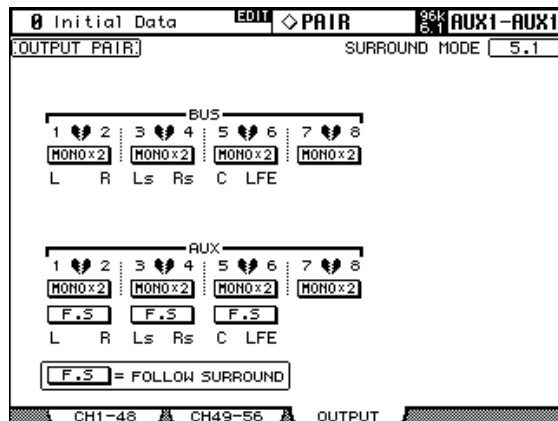 0 Initial Data EDIT ◇PAIR 96k 6.1 AUX1-AUX1
OUTPUT PAIR SURROUND MODE 5.1
BUS
1 2 3 4 5 6 7 8
MONO×2 MONO×2 MONO×2 MONO×2
L R Ls Rs C LFE
AUX
1 2 3 4 5 6 7 8
MONO×2 MONO×2 MONO×2 MONO×2
F.S F.S F.S
L R Ls Rs C LFE
F.S = FOLLOW SURROUND
CH1-48 CH49-56 OUTPUT